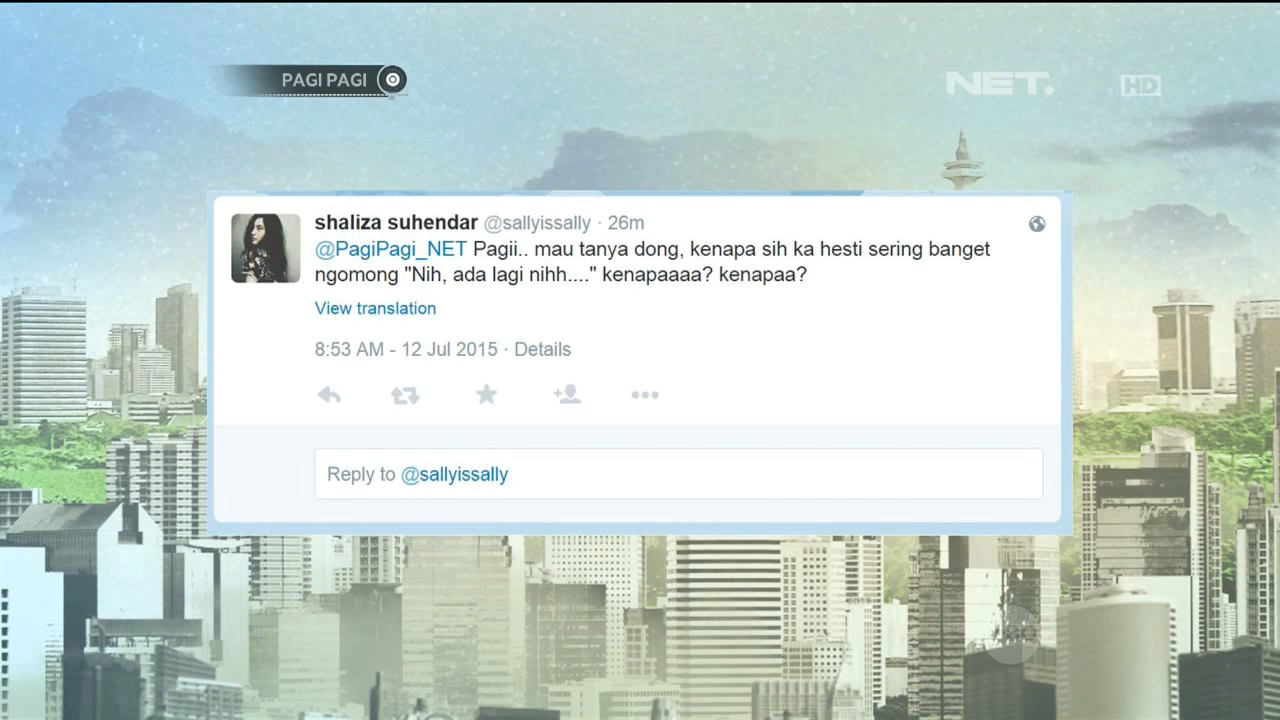 PAGI PAGI
NET.
HD
shaliza suhendar @sallyissally · 26m
@PagiPagi_NET Pagii.. mau tanya dong, kenapa sih ka hesti sering banget
ngomong "Nih, ada lagi nihh...." kenapaaaa? kenapaa?
View translation
8:53 AM - 12 Jul 2015 · Details
Reply to @sallyissally